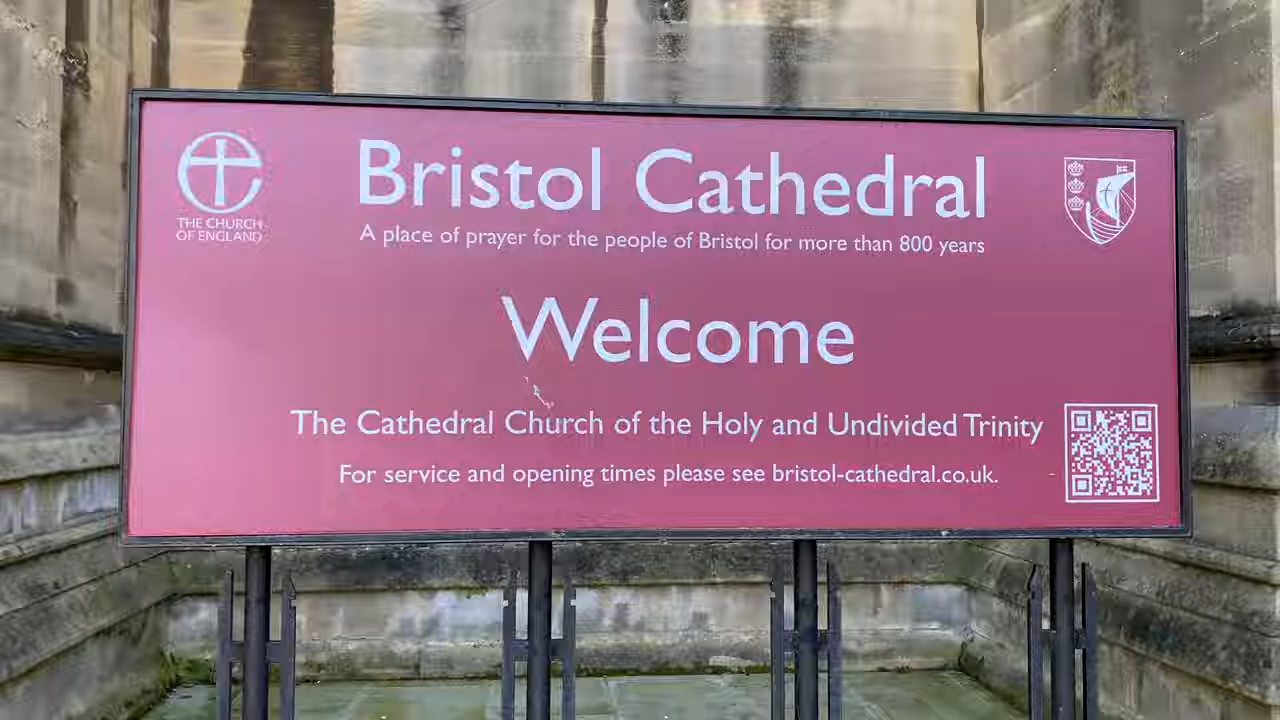 THE CHURCH
OF ENGLAND
Bristol Cathedral
A place of prayer for the people of Bristol for more than 800 years
Welcome
The Cathedral Church of the Holy and Undivided Trinity
For service and opening times please see bristol-cathedral.co.uk.